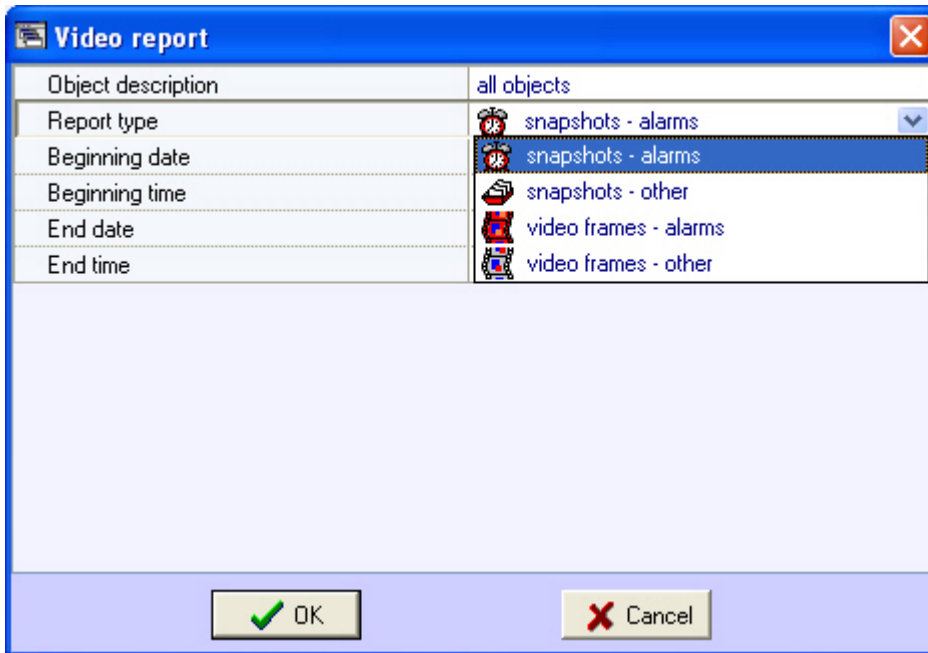 Video report
Object description all objects
Report type snapshots - alarms
Beginning date snapshots - alarms
Beginning time snapshots - other
End date video frames - alarms
End time video frames - other
OK Cancel